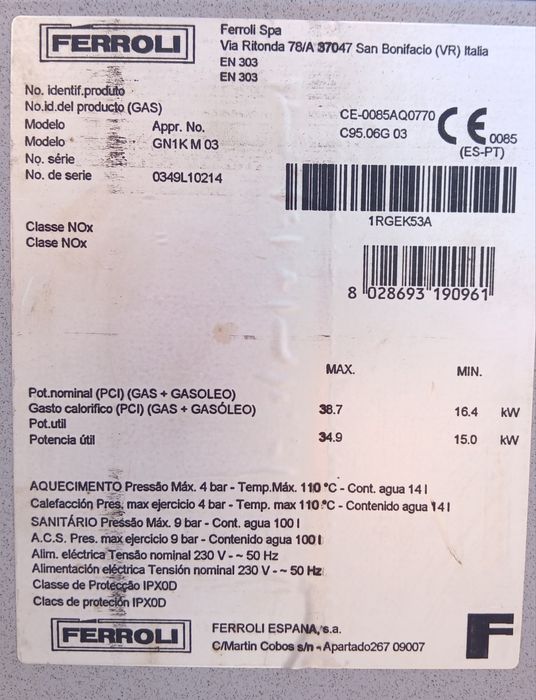 FERROLI
Ferroli Spa
Via Ritonda 78/A 37047 San Bonifacio (VR) Italia
EN 303
EN 303
No. identif.produto
No.id.del producto (GAS)
CE-0085AQ0770
Modelo Appr. No.
C95.06G 03
CE 0085
Modelo GN1K M 03
(ES-PT)
No. série
No. de serie 0349L10214
1RGEK53A
Classe NOx
Clase NOx
8 028693 190961
MAX. MIN.
Pot.nominal (PCI) (GAS + GASOLEO)
Gasto calorifico (PCI) (GAS + GASÓLEO) 38.7 16.4 kW
Pot.util
Potencia útil 34.9 15.0 kW
AQUECIMENTO Pressão Máx. 4 bar - Temp.Máx. 110 °C - Cont. agua 14 l
Calefacción Pres. max ejercicio 4 bar - Temp. max 110 °C - Contenido agua 14 l
SANITÁRIO Pressão Máx. 9 bar - Cont. agua 100 l
A.C.S. Pres. max ejercicio 9 bar - Contenido agua 100 l
Alim. eléctrica Tensão nominal 230 V - ~ 50 Hz
Alimentación eléctrica Tensión nominal 230 V - ~ 50 Hz
Classe de Protecção IPX0D
Clacs de proteción IPX0D
FERROLI
FERROLI ESPANA, s.a.
C/Martin Cobos s/n - Apartado267 09007
F